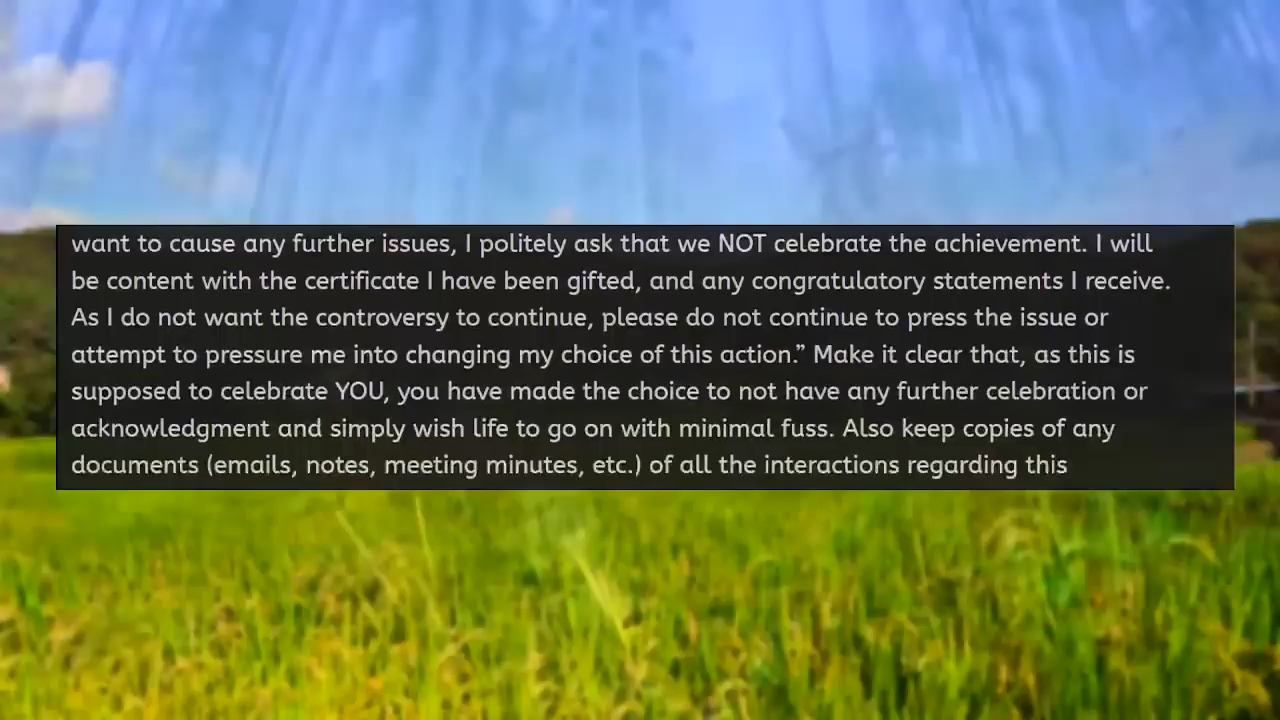 want to cause any further issues, I politely ask that we NOT celebrate the achievement. I will
be content with the certificate I have been gifted, and any congratulatory statements I receive.
As I do not want the controversy to continue, please do not continue to press the issue or
attempt to pressure me into changing my choice of this action.” Make it clear that, as this is
supposed to celebrate YOU, you have made the choice to not have any further celebration or
acknowledgment and simply wish life to go on with minimal fuss. Also keep copies of any
documents (emails, notes, meeting minutes, etc.) of all the interactions regarding this